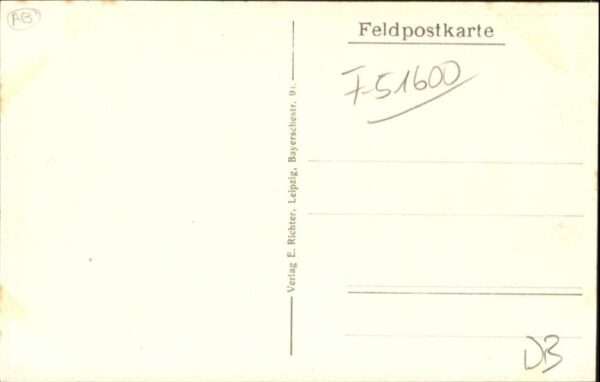 AB
Feldpostkarte
F-51600
Verlag E. Richter, Leipzig, Bayerschestr. 91.
DB